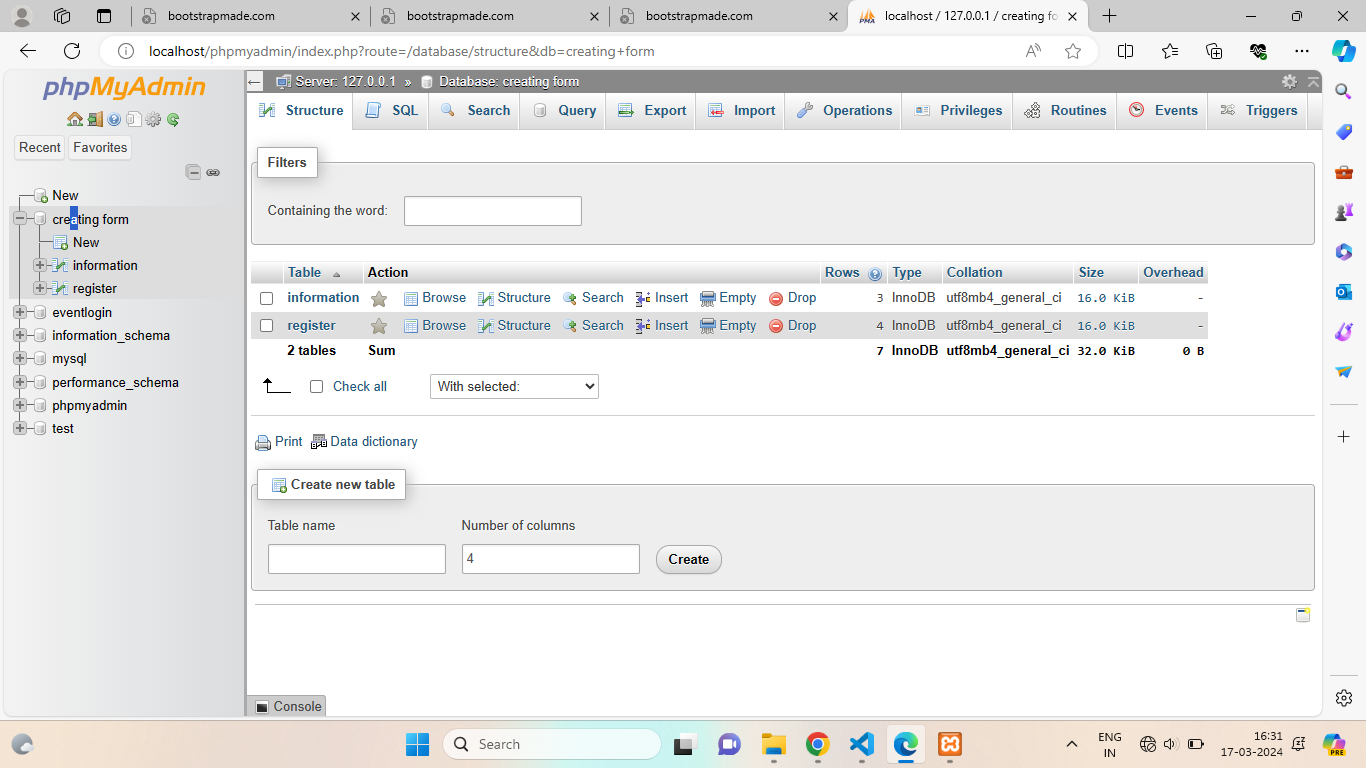 bootstrapmade.com
bootstrapmade.com
bootstrapmade.com
localhost / 127.0.0.1 / creating fo
localhost/phpmyadmin/index.php?route=/database/structure&db=creating+form
phpMyAdmin
Recent Favorites
New
creating form
New
information
register
eventlogin
information_schema
mysql
performance_schema
phpmyadmin
test
Server: 127.0.0.1 » Database: creating form
Structure SQL Search Query Export Import Operations Privileges Routines Events Triggers
Filters
Containing the word:
Table Action Rows Type Collation Size Overhead
information Browse Structure Search Insert Empty Drop 3 InnoDB utf8mb4_general_ci 16.0 KiB -
register Browse Structure Search Insert Empty Drop 4 InnoDB utf8mb4_general_ci 16.0 KiB -
2 tables Sum 7 InnoDB utf8mb4_general_ci 32.0 KiB 0 B
Check all With selected:
Print Data dictionary
Create new table
Table name Number of columns
4 Create
Console
Search
ENG
IN
16:31
17-03-2024
PRE